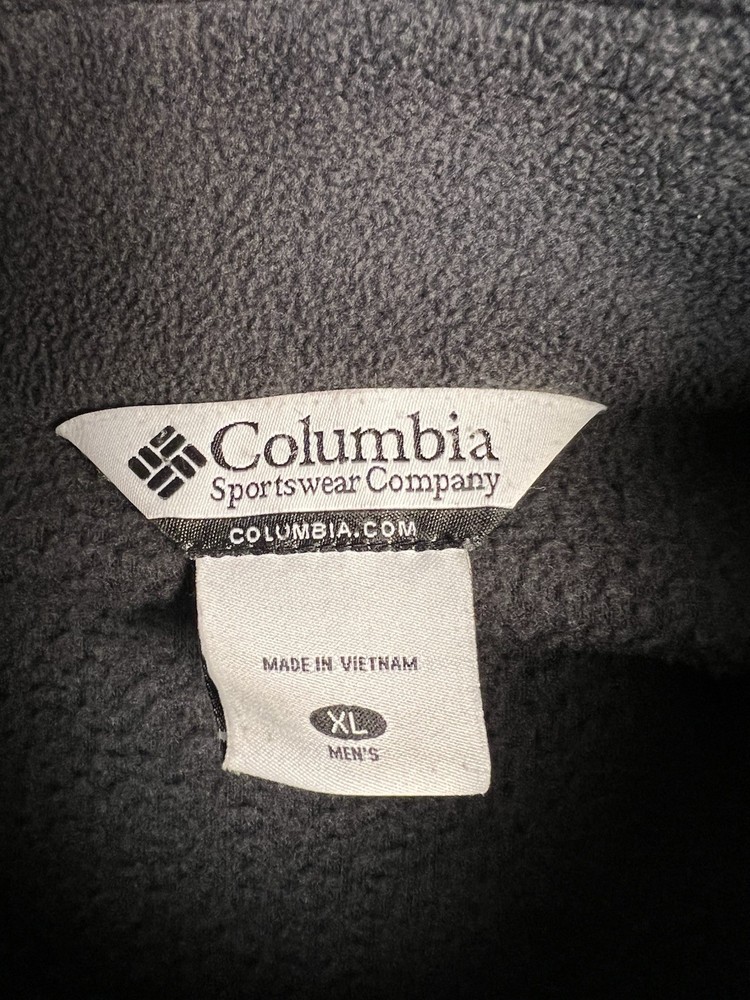 Columbia
Sportswear Company
COLUMBIA.COM
MADE IN VIETNAM
XL
MEN'S